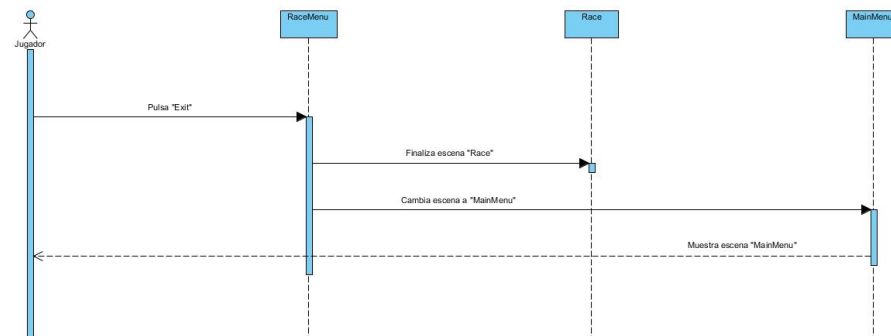 RaceMenu
Race
MainMenu
Jugador
Pulsa "Exit"
Finaliza escena "Race"
Cambia escena a "MainMenu"
Muestra escena "MainMenu"